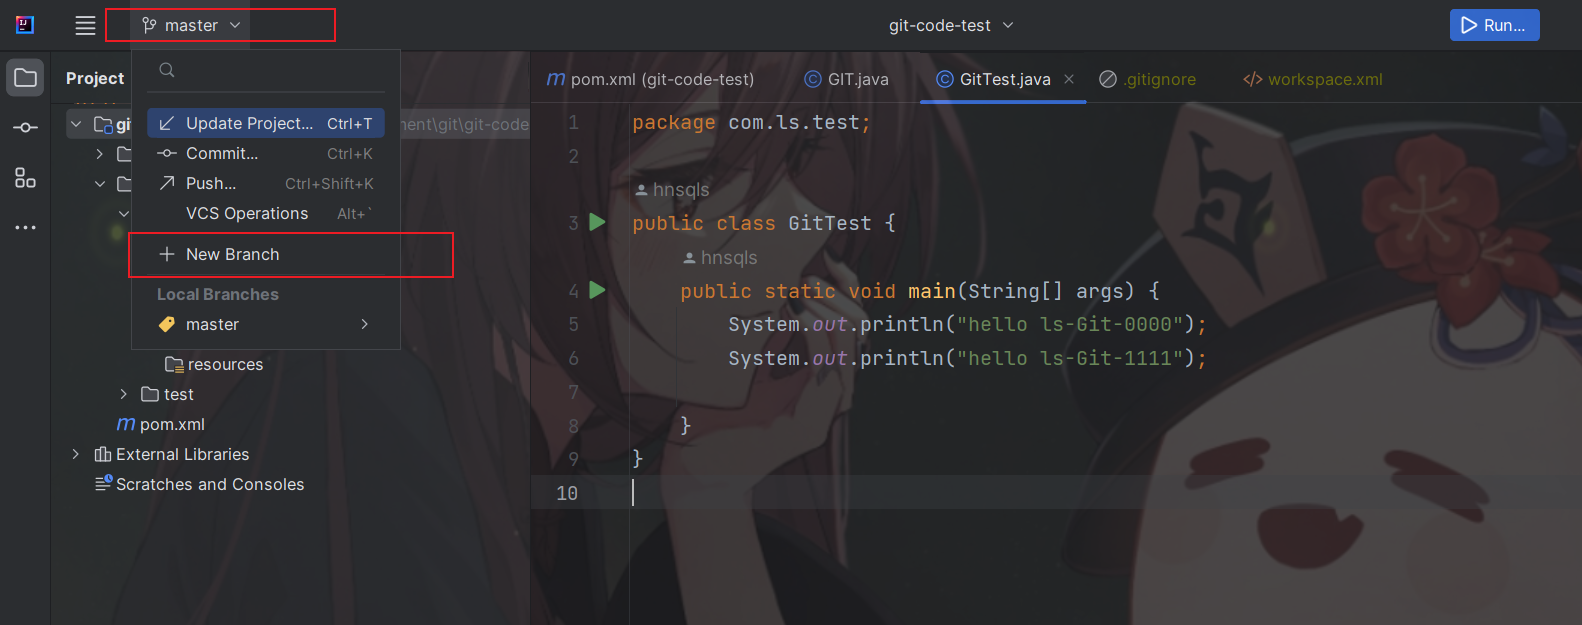 master
git-code-test
Run...
Project
pom.xml (git-code-test)
GIT.java
GitTest.java
.gitignore
workspace.xml
Update Project... Ctrl+T
Commit... Ctrl+K
Push... Ctrl+Shift+K
VCS Operations Alt+`
New Branch
Local Branches
master
ment\git\git-code
resources
test
pom.xml
External Libraries
Scratches and Consoles
1 package com.ls.test;
2
hnsqls
3 public class GitTest {
hnsqls
4 public static void main(String[] args) {
5 System.out.println("hello ls-Git-0000");
6 System.out.println("hello ls-Git-1111");
7
8 }
9 }
10